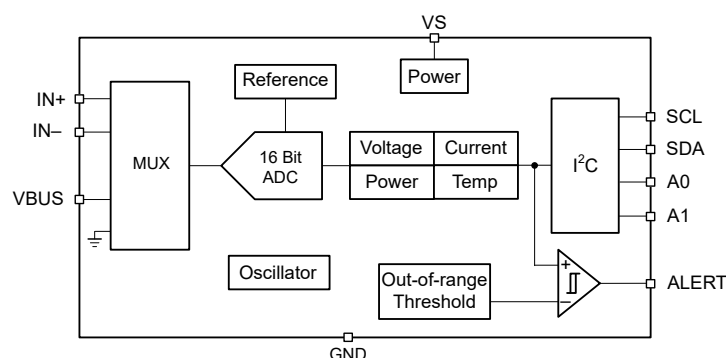 VS
Reference
Power
IN+
IN–
VBUS
MUX
16 Bit
ADC
Voltage
Current
Power
Temp
I²C
SCL
SDA
A0
A1
Oscillator
Out-of-range
Threshold
+
–
ALERT
GND